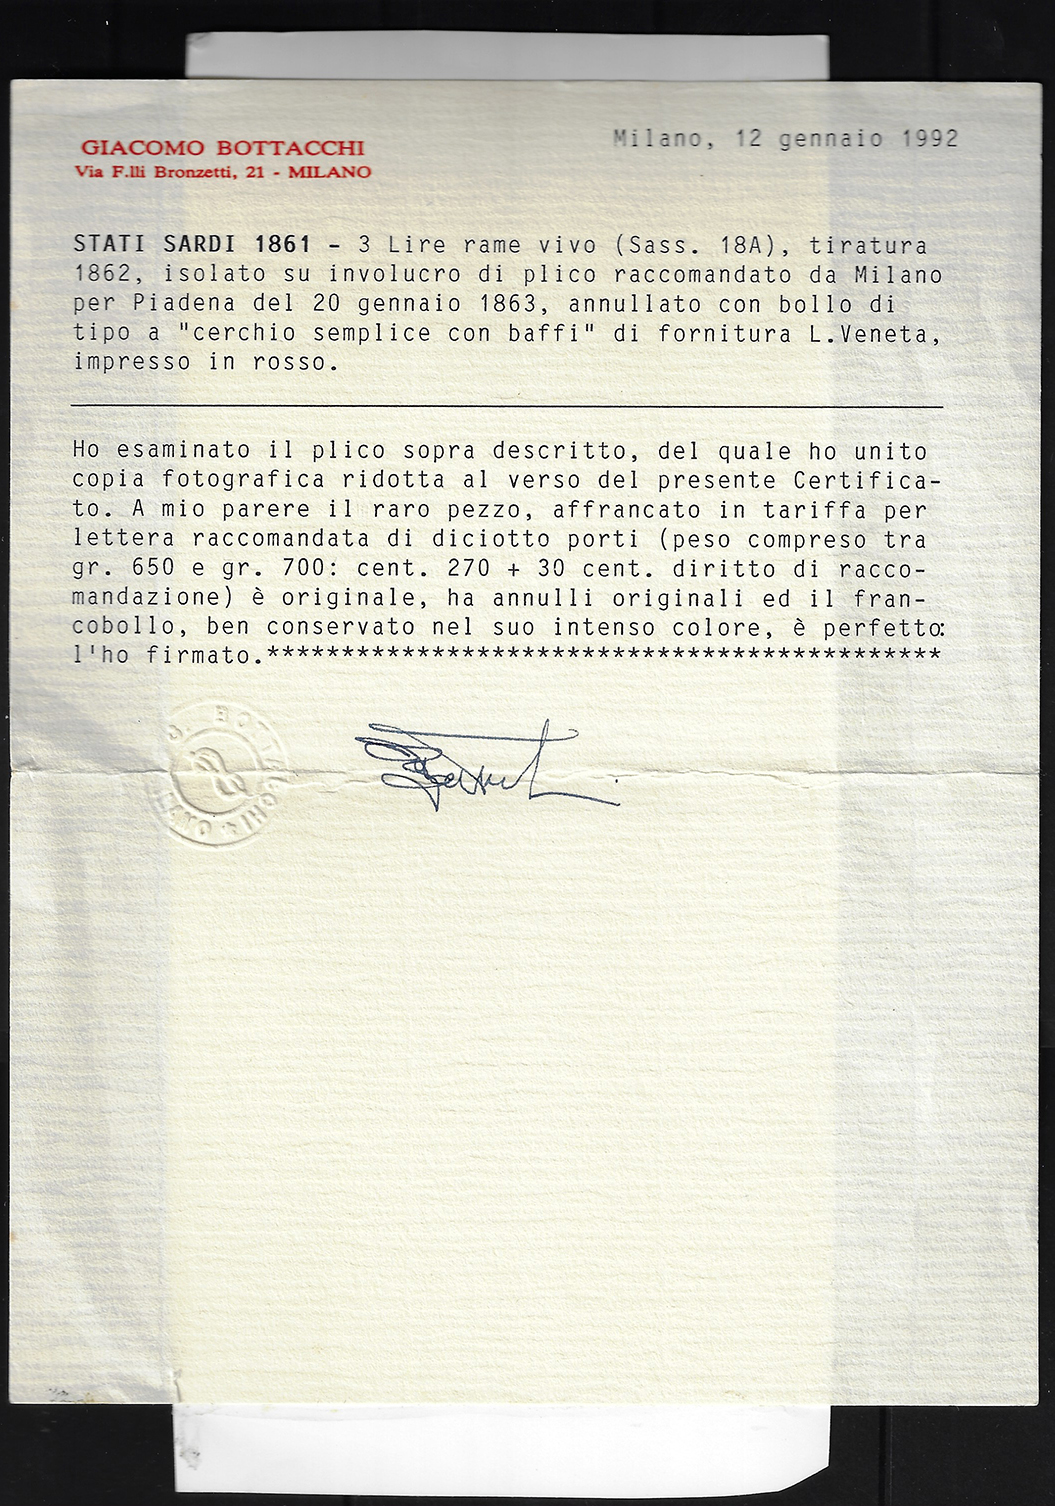 GIACOMO BOTTACCHI
Via F.lli Bronzetti, 21 - MILANO
Milano, 12 gennaio 1992
STATI SARDI 1861 - 3 Lire rame vivo (Sass. 18A), tiratura
1862, isolato su involucro di plico raccomandato da Milano
per Piadena del 20 gennaio 1863, annullato con bollo di
tipo a "cerchio semplice con baffi" di fornitura L.Veneta,
impresso in rosso.
Ho esaminato il plico sopra descritto, del quale ho unito
copia fotografica ridotta al verso del presente Certifica-
to. A mio parere il raro pezzo, affrancato in tariffa per
lettera raccomandata di diciotto porti (peso compreso tra
gr. 650 e gr. 700: cent. 270 + 30 cent. diritto di racco-
mandazione) è originale, ha annulli originali ed il fran-
cobollo, ben conservato nel suo intenso colore, è perfetto:
l'ho firmato.*********************************************